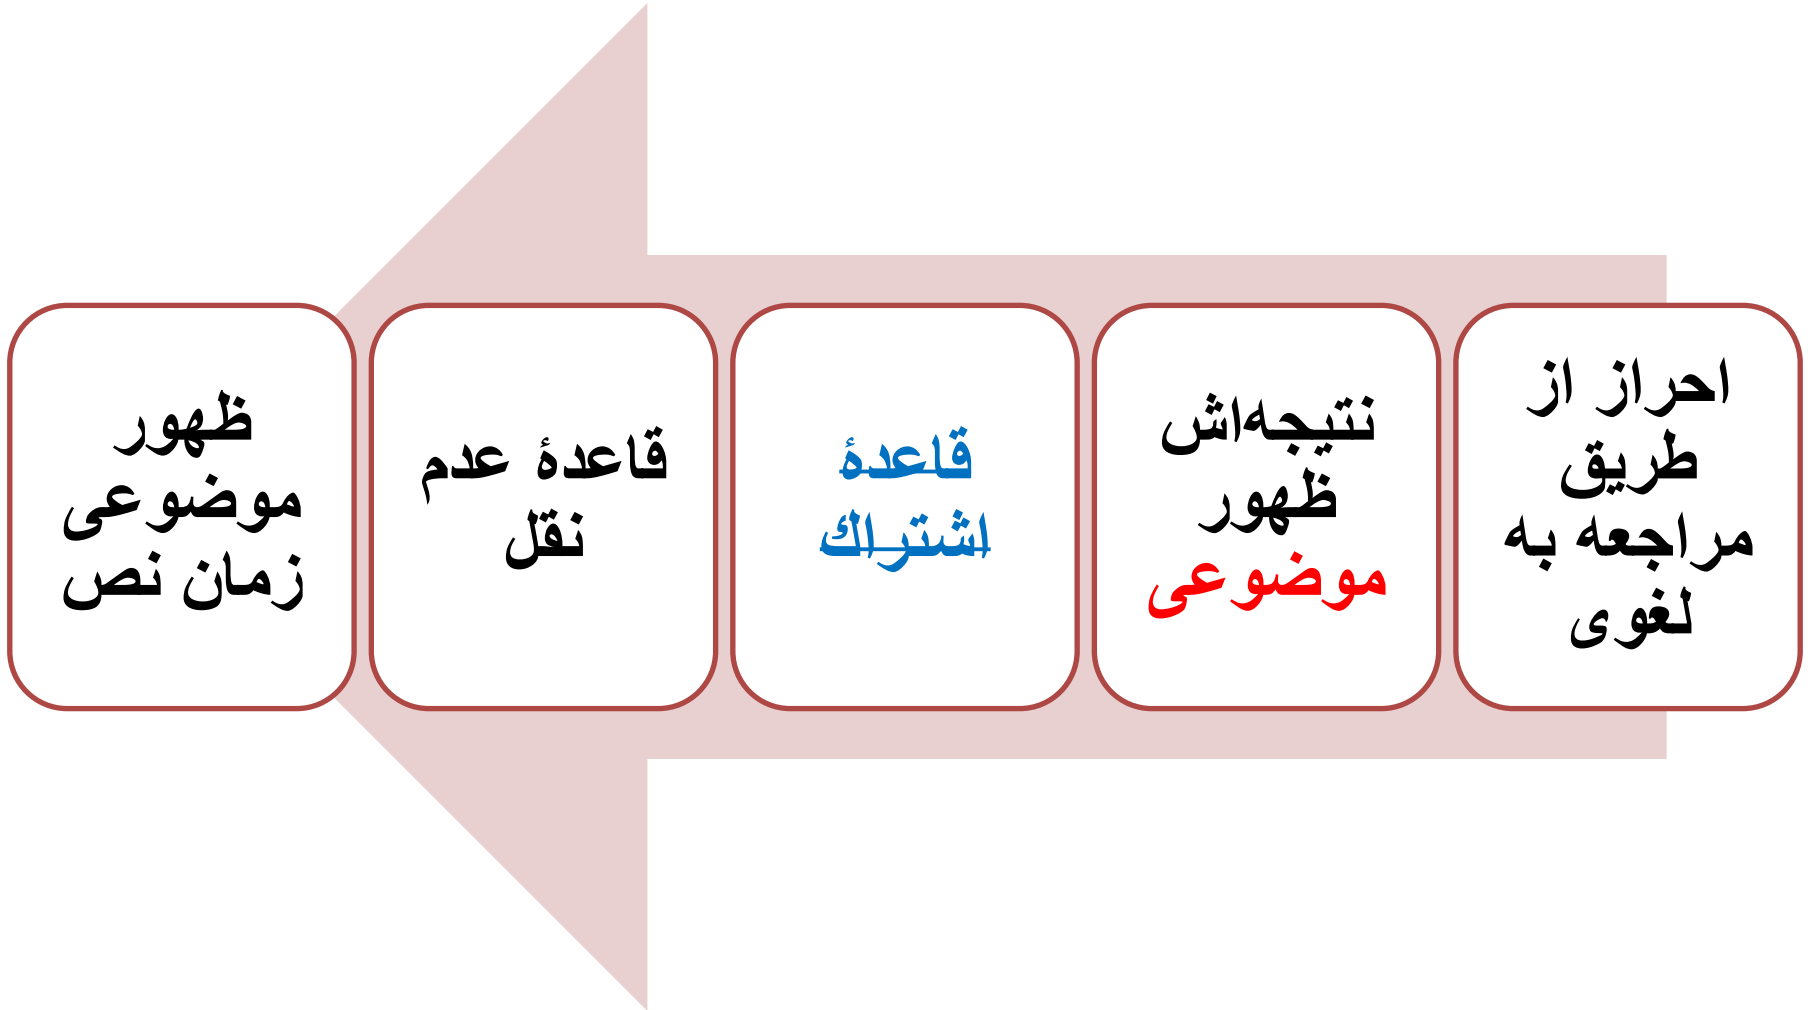 احراز از
طریق
مراجعه به
لغوی
نتیجه‌اش
ظهور
موضوعی
قاعدۀ
اشتراك
قاعدۀ عدم
نقل
ظهور
موضوعی
زمان نص